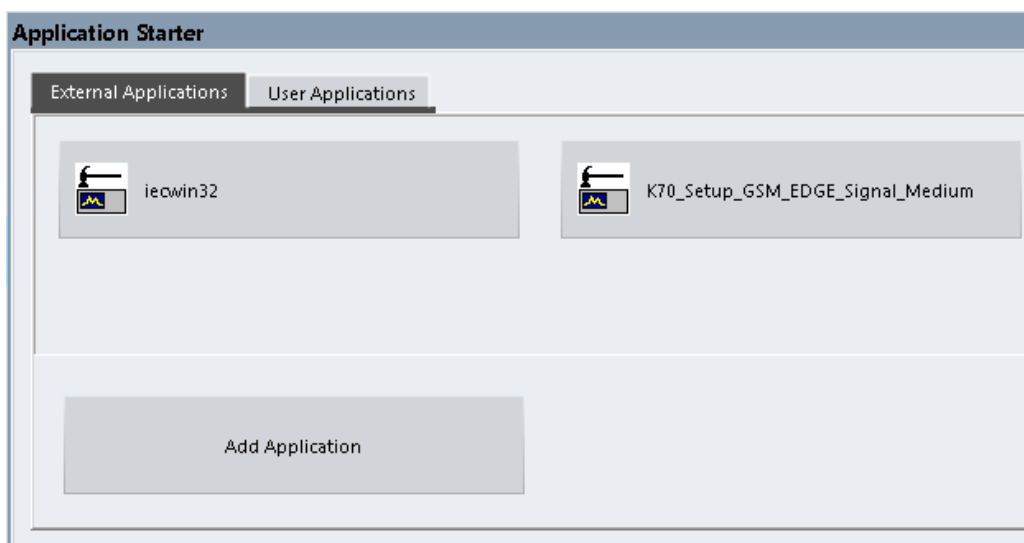 Application Starter
External Applications User Applications
iecwin32 K70_Setup_GSM_EDGE_Signal_Medium
Add Application